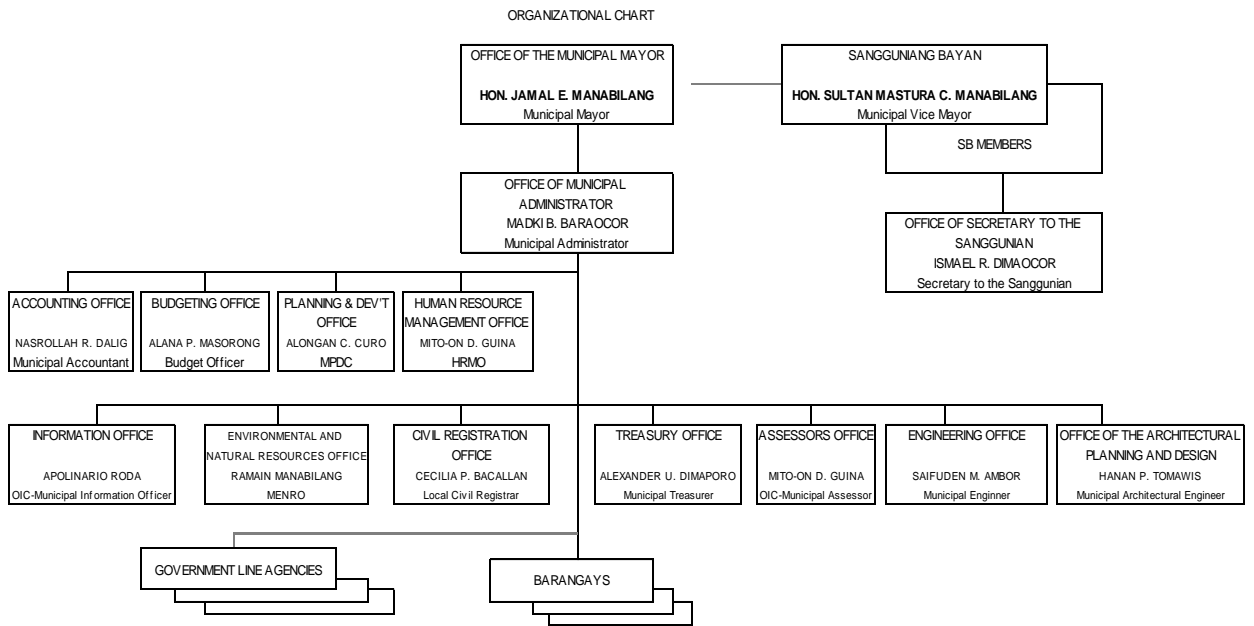 ORGANIZATIONAL CHART
OFFICE OF THE MUNICIPAL MAYOR
HON. JAMAL E. MANABILANG
Municipal Mayor
SANGGUNIANG BAYAN
HON. SULTAN MASTURA C. MANABILANG
Municipal Vice Mayor
SB MEMBERS
OFFICE OF MUNICIPAL
ADMINISTRATOR
MADKI B. BARAOCOR
Municipal Administrator
OFFICE OF SECRETARY TO THE
SANGGUNIAN
ISMAEL R. DIMAOCOR
Secretary to the Sanggunian
ACCOUNTING OFFICE
NASROLLAH R. DALIG
Municipal Accountant
BUDGETING OFFICE
ALANA P. MASORONG
Budget Officer
PLANNING & DEV'T
OFFICE
ALONGAN C. CURO
MPDC
HUMAN RESOURCE
MANAGEMENT OFFICE
MITO-ON D. GUINA
HRMO
INFORMATION OFFICE
APOLINARIO RODA
OIC-Municipal Information Officer
ENVIRONMENTAL AND
NATURAL RESOURCES OFFICE
RAMAIN MANABILANG
MENRO
CIVIL REGISTRATION
OFFICE
CECILIA P. BACALLAN
Local Civil Registrar
TREASURY OFFICE
ALEXANDER U. DIMAPORO
Municipal Treasurer
ASSESSORS OFFICE
MITO-ON D. GUINA
OIC-Municipal Assessor
ENGINEERING OFFICE
SAIFUDEN M. AMBOR
Municipal Enginner
OFFICE OF THE ARCHITECTURAL
PLANNING AND DESIGN
HANAN P. TOMAWIS
Municipal Architectural Engineer
GOVERNMENT LINE AGENCIES
BARANGAYS